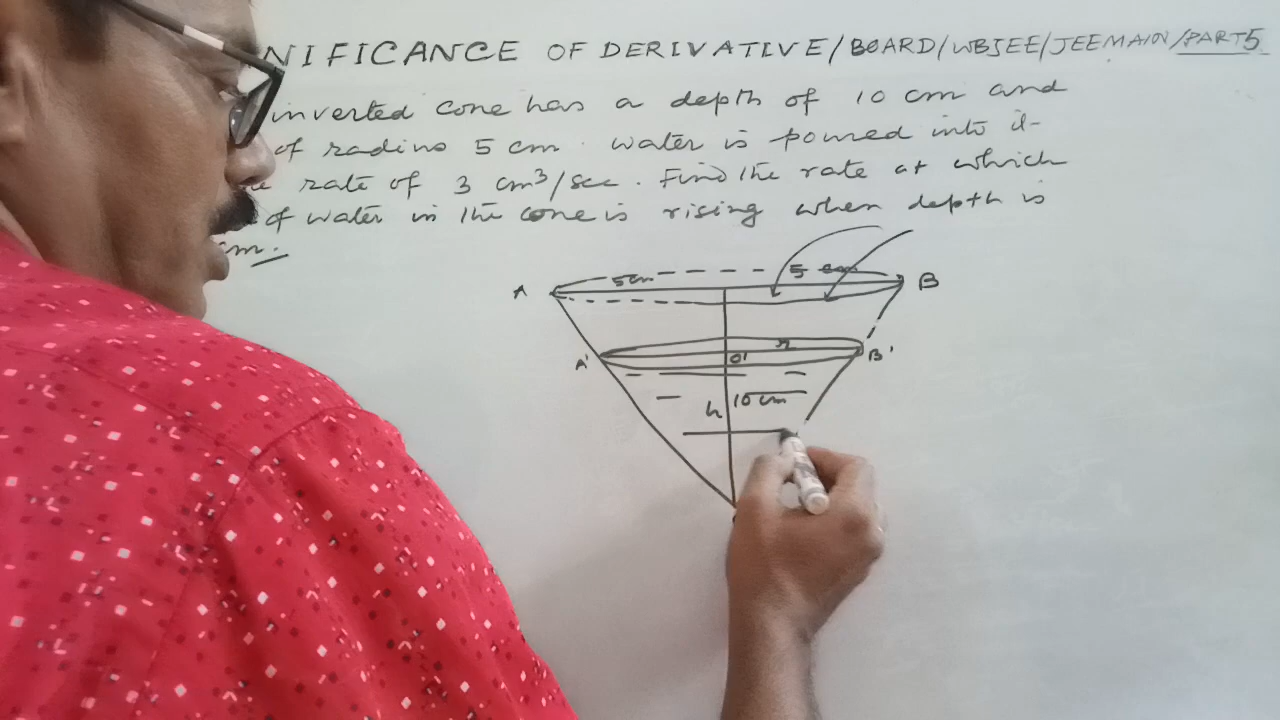 NIFICANCE OF DERIVATIVE/BOARD/WBJEE/JEEMAIN/PART5
inverted cone has a depth of 10 cm and
of radius 5 cm. water is poured into it
rate of 3 cm³/sec. Find the rate at which
of water in the cone is rising when depth is
cm.
5cm 5 cm
A B
A' O' r B'
h 10 cm